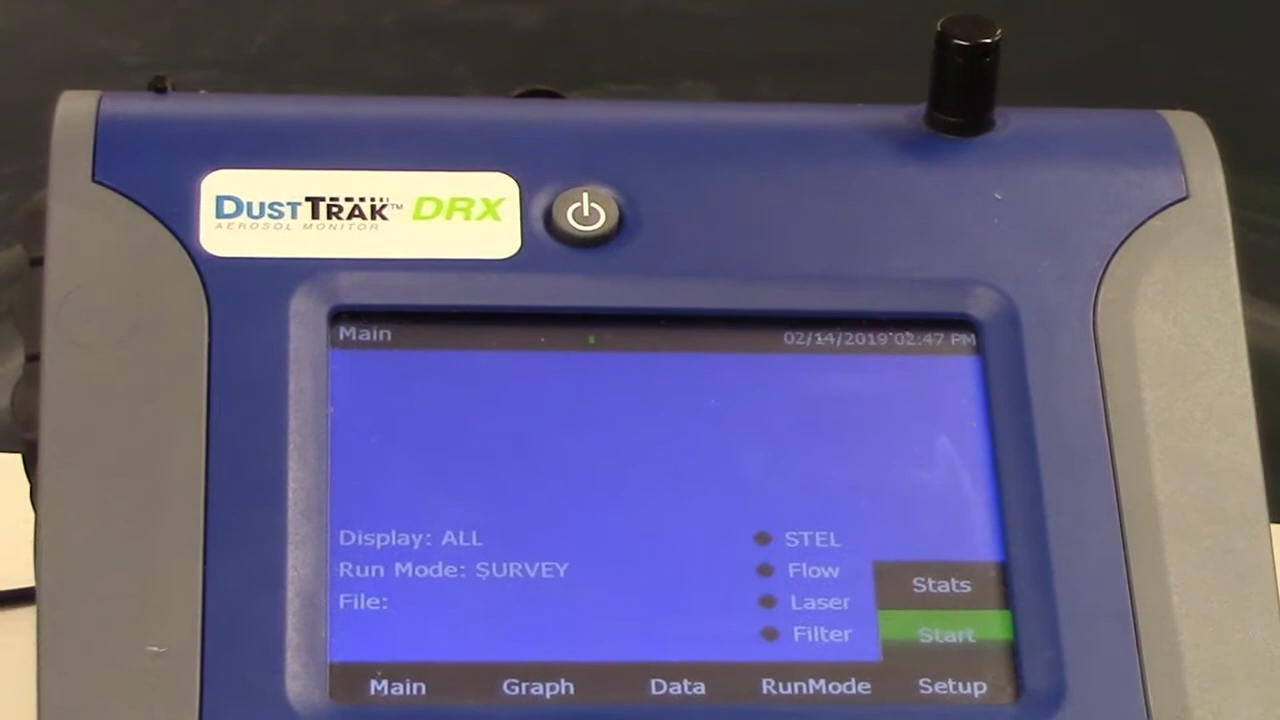 DUSTTRAK™ DRX
AEROSOL MONITOR
Main 02/14/2019 02:47 PM
Display: ALL
Run Mode: SURVEY
File:
STEL
Flow
Laser
Filter
Stats
Start
Main Graph Data RunMode Setup